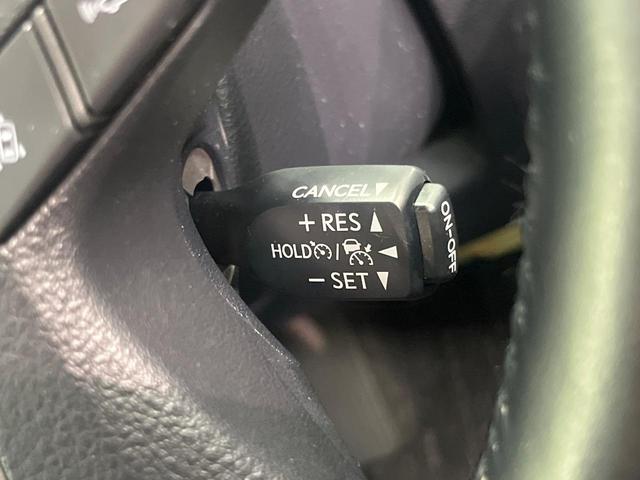 CANCEL▼
+ RES ▲
HOLD / ◀
− SET ▼
ON-OFF